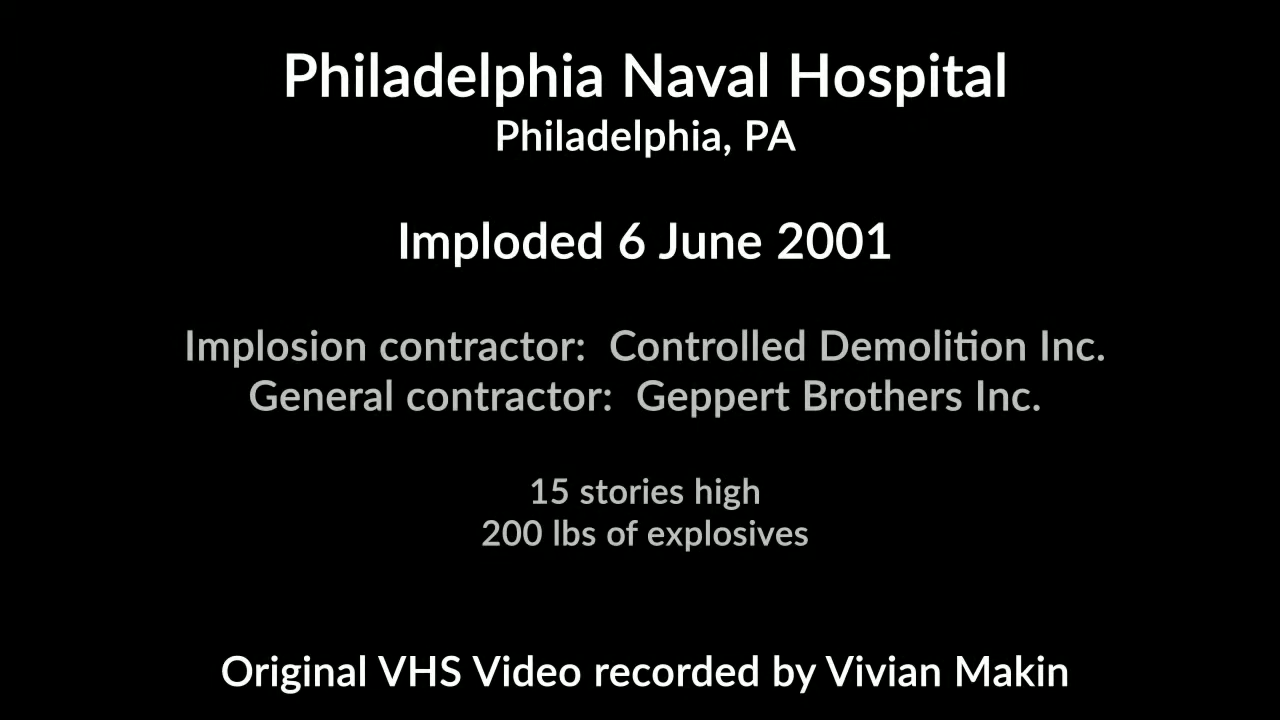 Philadelphia Naval Hospital
Philadelphia, PA
Imploded 6 June 2001
Implosion contractor:  Controlled Demolition Inc.
General contractor:  Geppert Brothers Inc.
15 stories high
200 lbs of explosives
Original VHS Video recorded by Vivian Makin